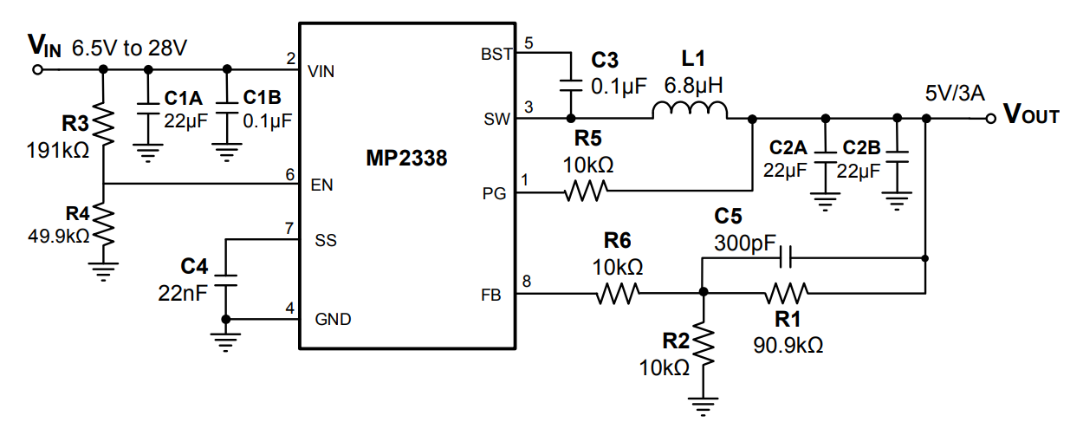 VIN 6.5V to 28V
2
VIN
C1A
22µF
C1B
0.1µF
R3
191kΩ
6
EN
R4
49.9kΩ
7
SS
C4
22nF
4
GND
MP2338
BST
5
C3
0.1µF
L1
6.8µH
SW
3
5V/3A
VOUT
R5
10kΩ
PG
1
C2A
22µF
C2B
22µF
C5
300pF
R6
10kΩ
FB
8
R1
90.9kΩ
R2
10kΩ